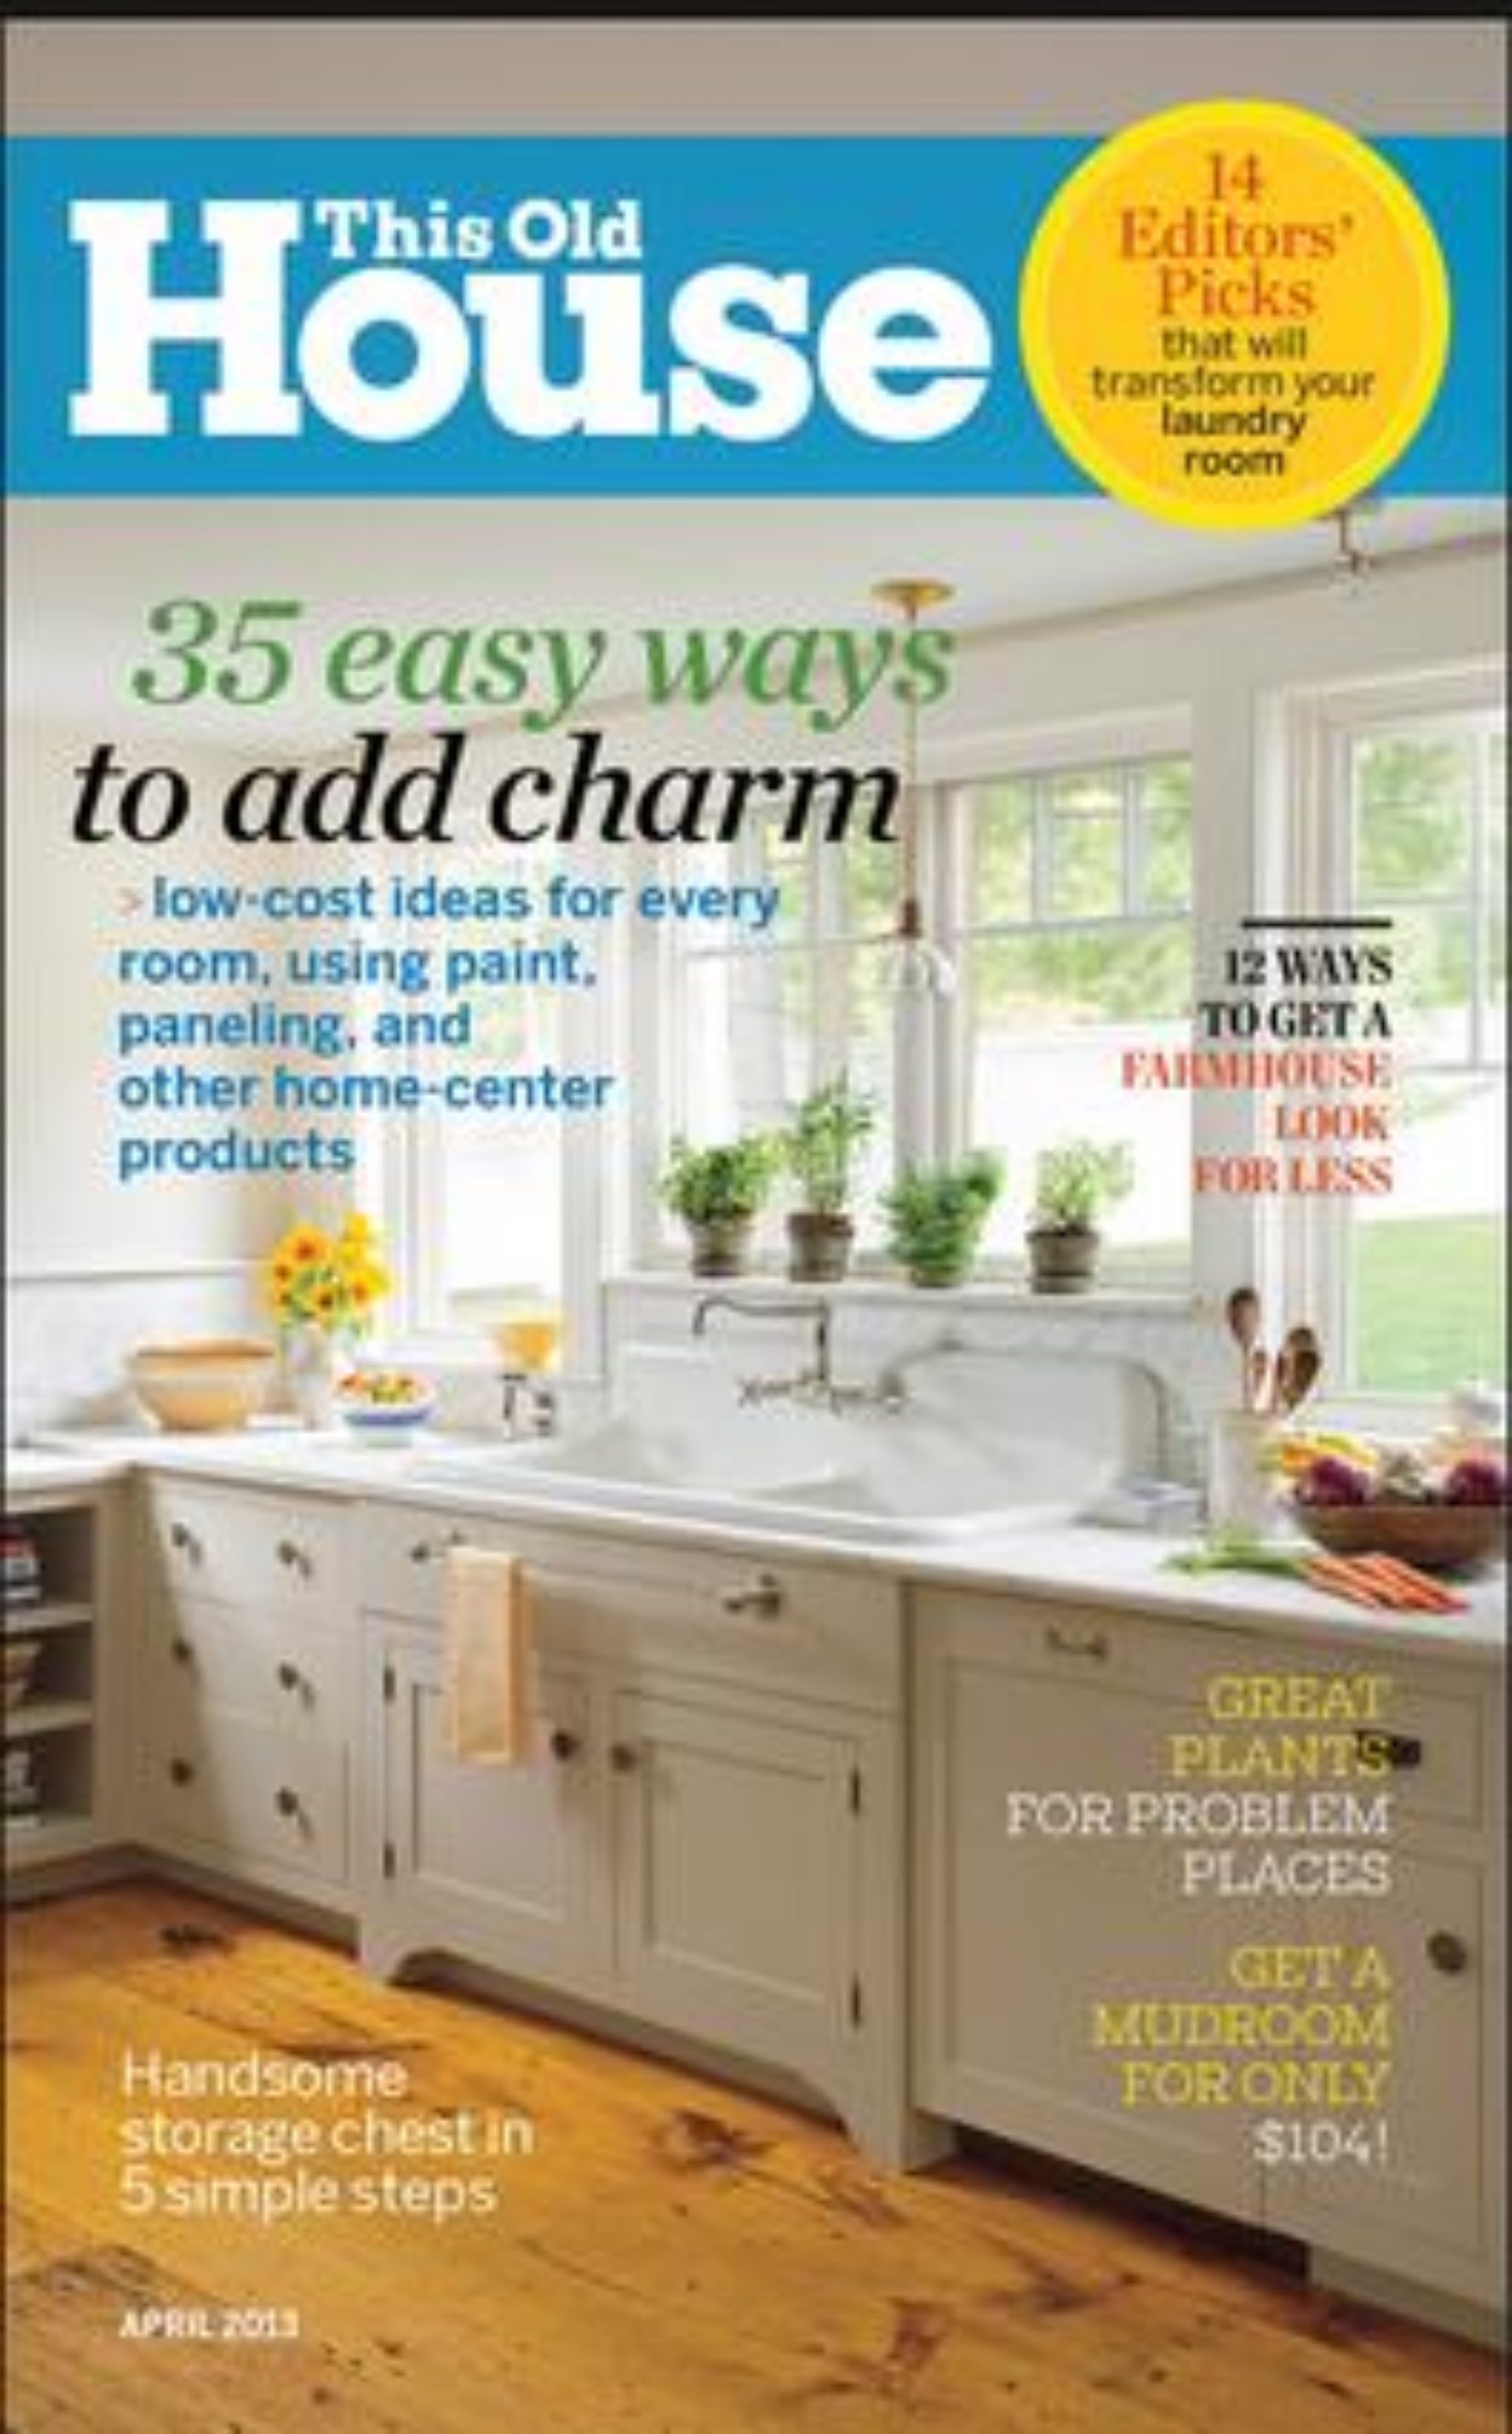 This Old
House
14
Editors’
Picks
that will
transform your
laundry
room
35 easy ways
to add charm
> low-cost ideas for every
room, using paint,
paneling, and
other home-center
products
12 WAYS
TO GET A
FARMHOUSE
LOOK
FOR LESS
GREAT
PLANTS
FOR PROBLEM
PLACES
GET A
MUDROOM
FOR ONLY
$104!
Handsome
storage chest in
5 simple steps
APRIL 2013